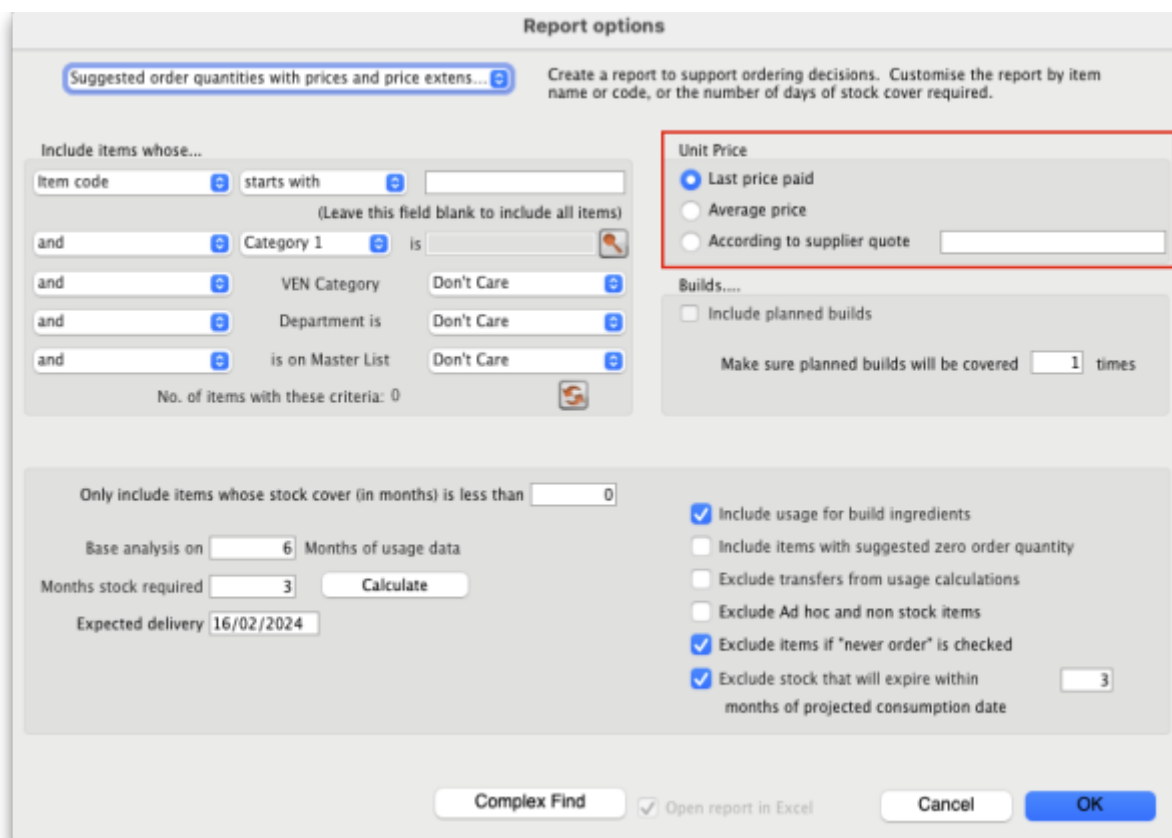 Report options
Suggested order quantities with prices and price extens...
Create a report to support ordering decisions. Customise the report by item
name or code, or the number of days of stock cover required.
Include items whose...
Item code starts with
(Leave this field blank to include all items)
and Category 1 is
and VEN Category Don't Care
and Department is Don't Care
and is on Master List Don't Care
No. of items with these criteria: 0
Unit Price
Last price paid
Average price
According to supplier quote
Builds....
Include planned builds
Make sure planned builds will be covered 1 times
Only include items whose stock cover (in months) is less than 0
Base analysis on 6 Months of usage data
Months stock required 3 Calculate
Expected delivery 16/02/2024
Include usage for build ingredients
Include items with suggested zero order quantity
Exclude transfers from usage calculations
Exclude Ad hoc and non stock items
Exclude items if "never order" is checked
Exclude stock that will expire within 3
months of projected consumption date
Complex Find Open report in Excel Cancel OK